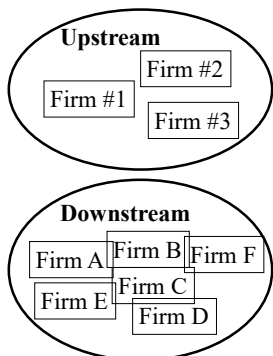 Upstream
Firm #2
Firm #1
Firm #3
Downstream
Firm A
Firm B
Firm F
Firm E
Firm C
Firm D